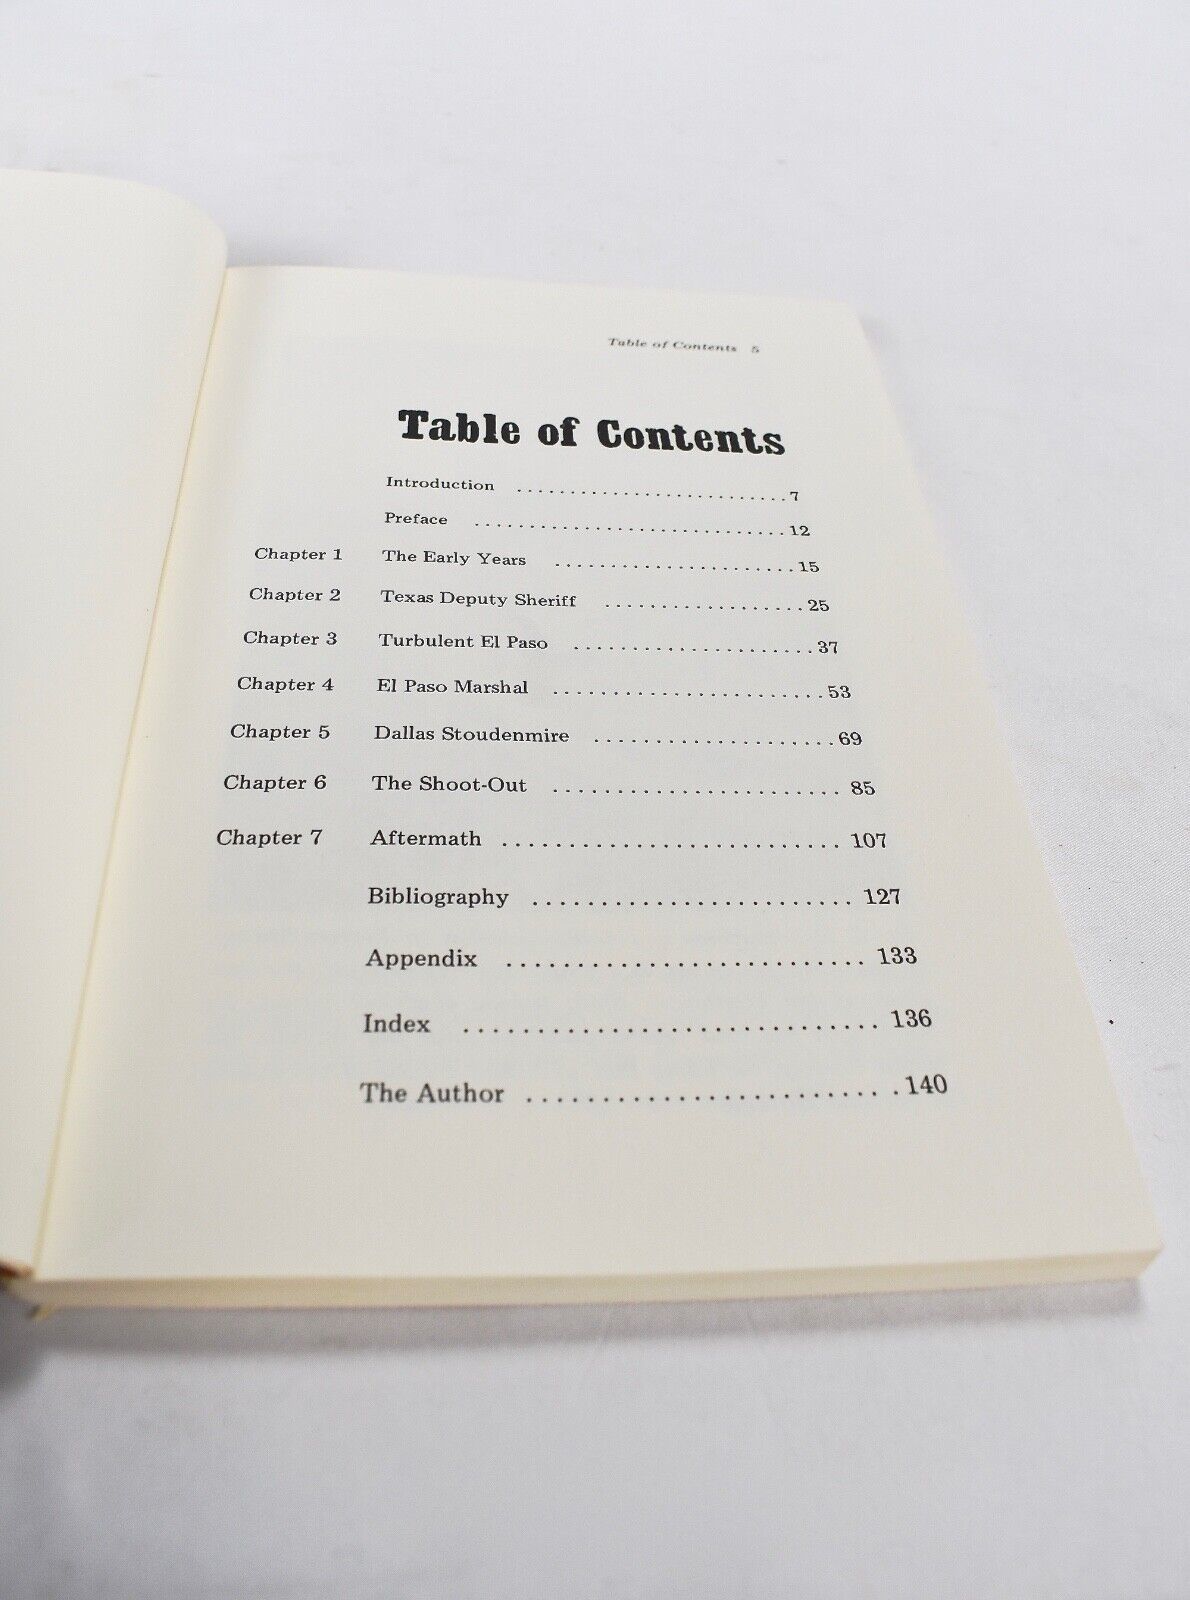 Table of Contents 5
Table of Contents
Introduction ..........................7
Preface .............................12
Chapter 1 The Early Years ......................15
Chapter 2 Texas Deputy Sheriff ..................25
Chapter 3 Turbulent El Paso ......................37
Chapter 4 El Paso Marshal .........................53
Chapter 5 Dallas Stoudenmire .....................69
Chapter 6 The Shoot-Out ....................... 85
Chapter 7 Aftermath ........................... 107
Bibliography ........................ 127
Appendix .......................... 133
Index ............................. 136
The Author .........................140